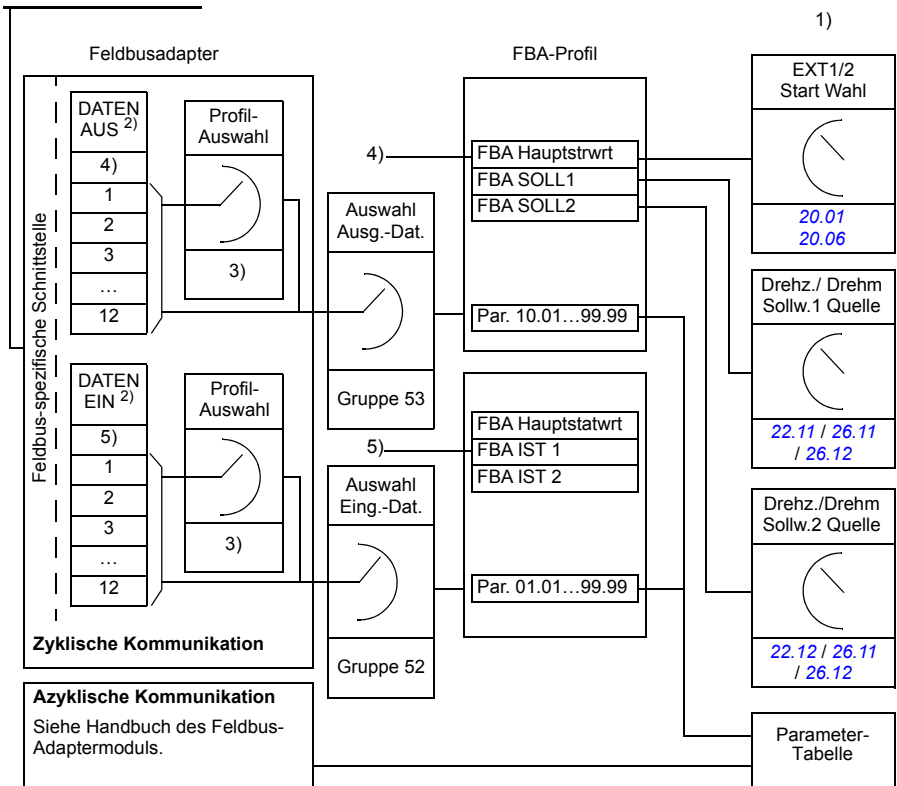 1)
Feldbusadapter
FBA-Profil
Feldbus-spezifische Schnittstelle
DATEN
AUS 2)
4)
1
2
3
…
12
Profil-
Auswahl
3)
DATEN
EIN 2)
5)
1
2
3
…
12
Profil-
Auswahl
3)
Zyklische Kommunikation
Auswahl
Ausg.-Dat.
Gruppe 53
Auswahl
Eing.-Dat.
Gruppe 52
4)
FBA Hauptstrwrt
FBA SOLL1
FBA SOLL2
Par. 10.01…99.99
5)
FBA Hauptstatwrt
FBA IST 1
FBA IST 2
Par. 01.01…99.99
EXT1/2
Start Wahl
20.01
20.06
Drehz./ Drehm
Sollw.1 Quelle
22.11 / 26.11
/ 26.12
Drehz./Drehm
Sollw.2 Quelle
22.12 / 26.11
/ 26.12
Azyklische Kommunikation
Siehe Handbuch des Feldbus-
Adaptermoduls.
Parameter-
Tabelle